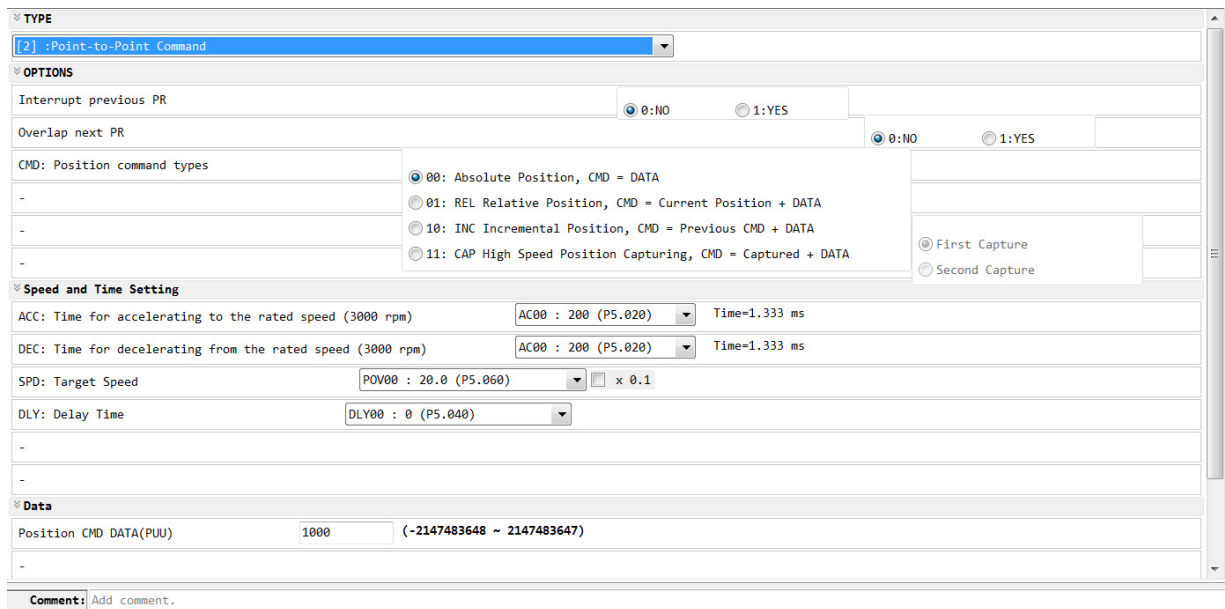 TYPE
[2] :Point-to-Point Command
OPTIONS
Interrupt previous PR 0:NO 1:YES
Overlap next PR 0:NO 1:YES
CMD: Position command types
00: Absolute Position, CMD = DATA
-
01: REL Relative Position, CMD = Current Position + DATA
-
10: INC Incremental Position, CMD = Previous CMD + DATA
First Capture
-
11: CAP High Speed Position Capturing, CMD = Captured + DATA
Second Capture
Speed and Time Setting
ACC: Time for accelerating to the rated speed (3000 rpm) AC00 : 200 (P5.020) Time=1.333 ms
DEC: Time for decelerating from the rated speed (3000 rpm) AC00 : 200 (P5.020) Time=1.333 ms
SPD: Target Speed POV00 : 20.0 (P5.060) x 0.1
DLY: Delay Time DLY00 : 0 (P5.040)
-
-
Data
Position CMD DATA(PUU) 1000 (-2147483648 ~ 2147483647)
-
Comment: Add comment.